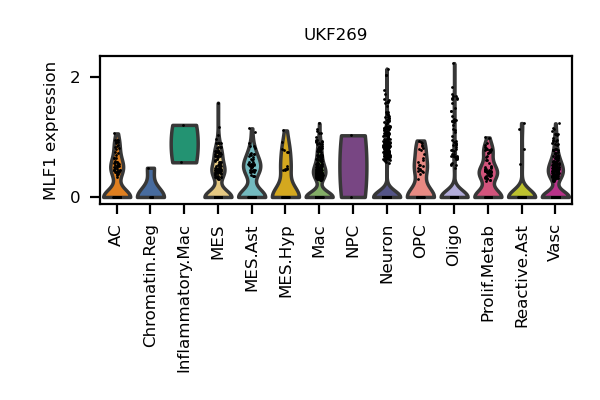 UKF269
MLF1 expression
2
0
AC
Chromatin.Reg
Inflammatory.Mac
MES
MES.Ast
MES.Hyp
Mac
NPC
Neuron
OPC
Oligo
Prolif.Metab
Reactive.Ast
Vasc